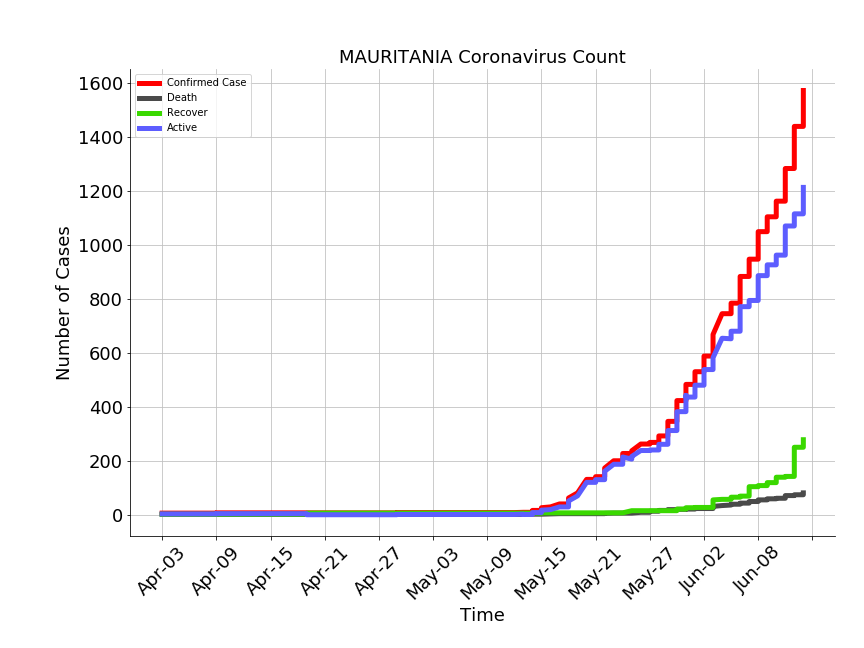 MAURITANIA Coronavirus Count
Confirmed Case
Death
Recover
Active
Number of Cases
1600
1400
1200
1000
800
600
400
200
0
Apr-03 Apr-09 Apr-15 Apr-21 Apr-27 May-03 May-09 May-15 May-21 May-27 Jun-02 Jun-08
Time